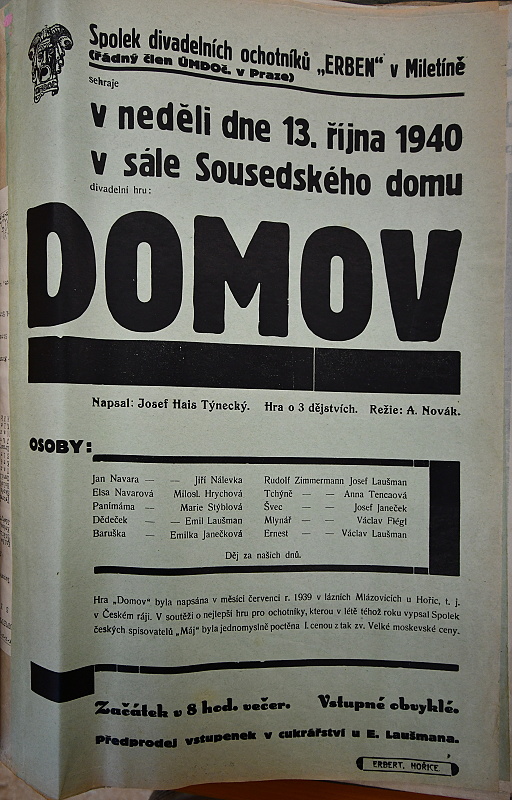 Spolek divadelních ochotníků „ERBEN" v Miletíně
(Řádný člen ÚMDOČ. v Praze)
sehraje
v neděli dne 13. října 1940
v sále Sousedského domu
divadelní hru:
DOMOV
Napsal: Josef Hais Týnecký. Hra o 3 dějstvích. Režie: A. Novák.
OSOBY:
Jan Navara — — Jiří Nálevka Rudolf Zimmermann Josef Laušman
Elsa Navarová Milosl. Hrychová Tchýně — — Anna Tencaová
Panímáma — Marie Stýblová Švec — — Josef Janeček
Dědeček — — Emil Laušman Mlynář — — Václav Flégl
Baruška — Emilka Janečková Ernest — — Václav Laušman
Děj za našich dnů.
Hra „Domov" byla napsána v měsíci červenci r. 1939 v lázních Mlázovicích u Hořic, t. j.
v Českém ráji. V soutěži o nejlepší hru pro ochotníky, kterou v létě téhož roku vypsal Spolek
českých spisovatelů „Máj" byla jednomyslně poctěna I. cenou z tak zv. Velké moskevské ceny.
Začátek v 8 hod. večer. Vstupné obvyklé.
Předprodej vstupenek v cukrářství u E. Laušmana.
ERBERT, HOŘICE